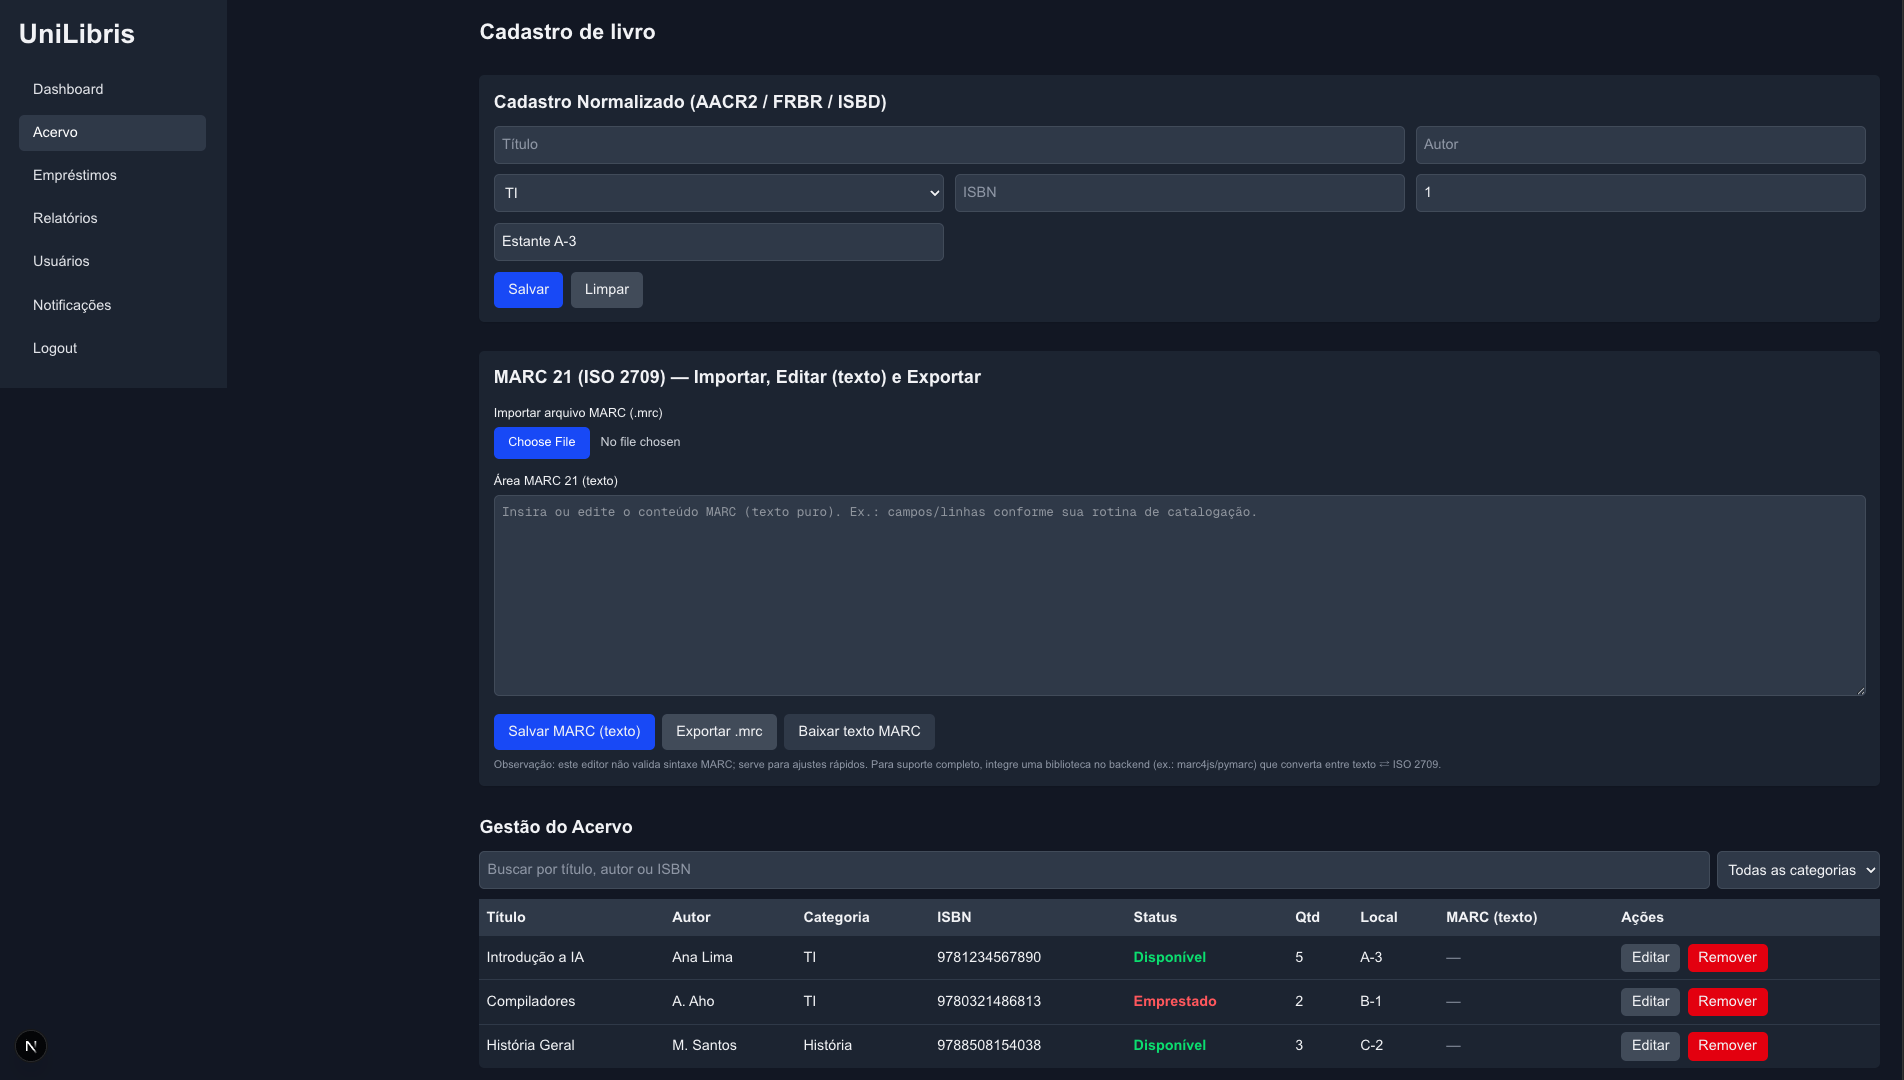 UniLibris
Dashboard
Acervo
Empréstimos
Relatórios
Usuários
Notificações
Logout
Cadastro de livro
Cadastro Normalizado (AACR2 / FRBR / ISBD)
Título
Autor
TI
ISBN
1
Estante A-3
Salvar
Limpar
MARC 21 (ISO 2709) — Importar, Editar (texto) e Exportar
Importar arquivo MARC (.mrc)
Choose File
No file chosen
Área MARC 21 (texto)
Insira ou edite o conteúdo MARC (texto puro). Ex.: campos/linhas conforme sua rotina de catalogação.
Salvar MARC (texto)
Exportar .mrc
Baixar texto MARC
Observação: este editor não valida sintaxe MARC; serve para ajustes rápidos. Para suporte completo, integre uma biblioteca no backend (ex.: marc4js/pymarc) que converta entre texto ⇄ ISO 2709.
Gestão do Acervo
Buscar por título, autor ou ISBN
Todas as categorias
Título Autor Categoria ISBN Status Qtd Local MARC (texto) Ações
Introdução a IA Ana Lima TI 9781234567890 Disponível 5 A-3 — Editar Remover
Compiladores A. Aho TI 9780321486813 Emprestado 2 B-1 — Editar Remover
História Geral M. Santos História 9788508154038 Disponível 3 C-2 — Editar Remover
N